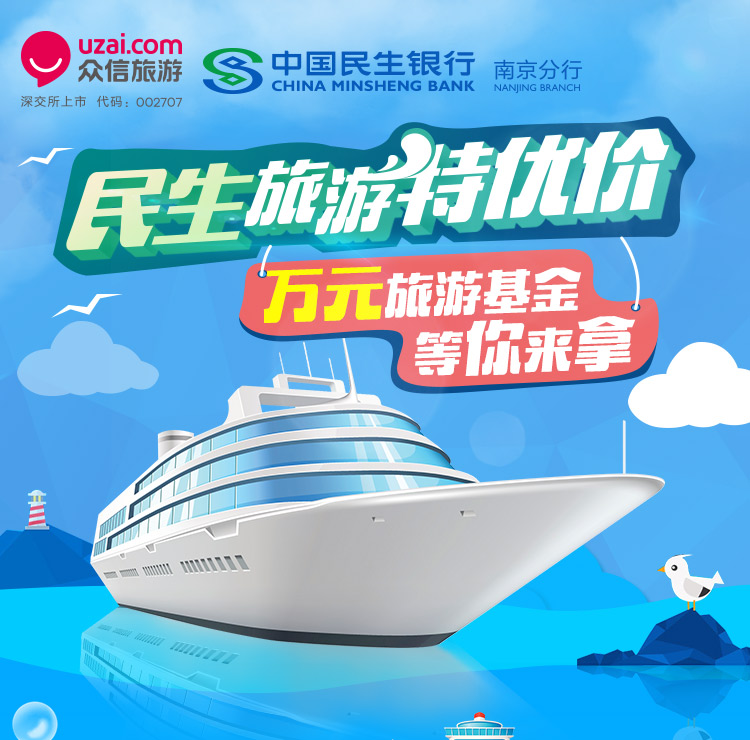 uzai.com
众信旅游
深交所上市 代码：002707
中国民生银行
CHINA MINSHENG BANK
南京分行
NANJING BRANCH
民生旅游特优价
万元旅游基金
等你来拿